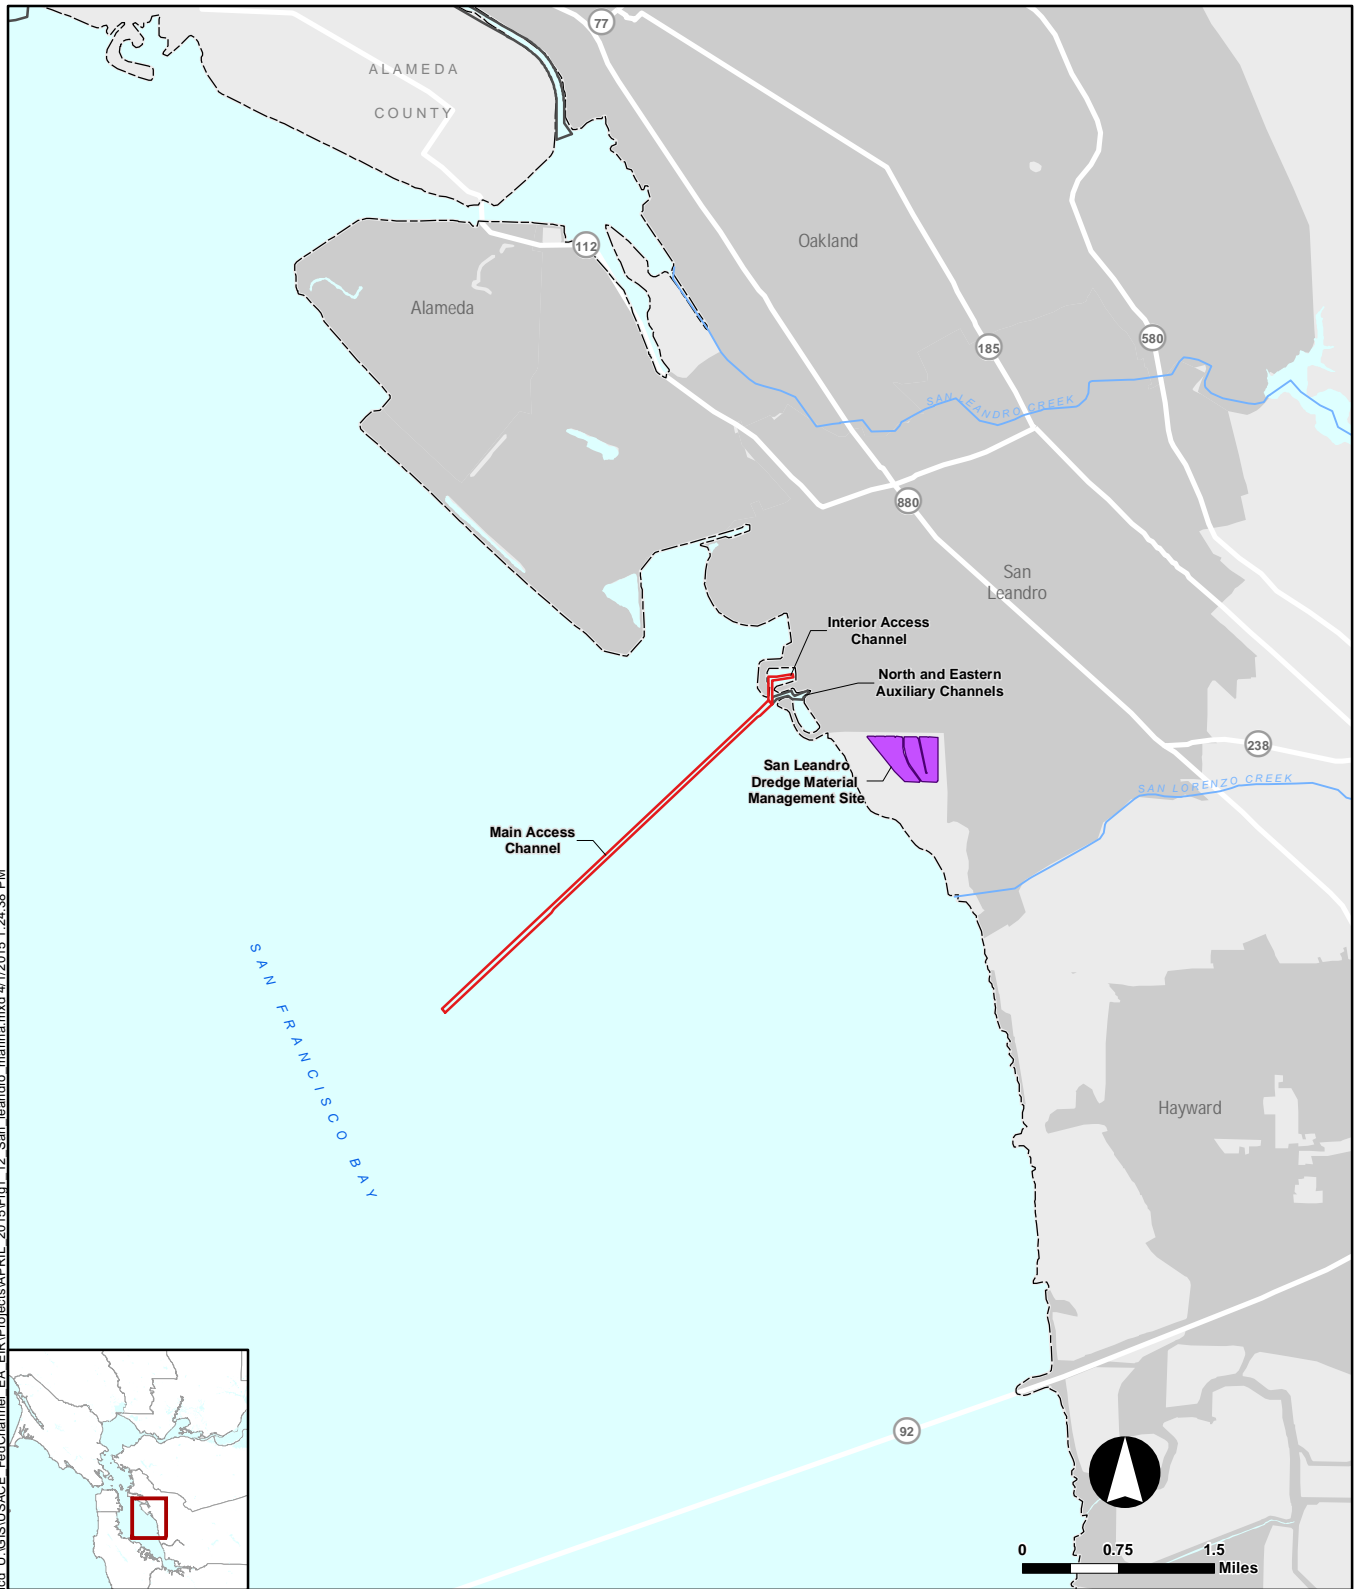 77
ALAMEDA
COUNTY
Oakland
112
Alameda
185
580
SAN LEANDRO CREEK
880
San
Leandro
Interior Access
Channel
North and Eastern
Auxiliary Channels
238
San Leandro
Dredge Material
Management Site
SAN LORENZO CREEK
Main Access
Channel
SAN FRANCISCO BAY
Hayward
92
0 0.75 1.5
Miles